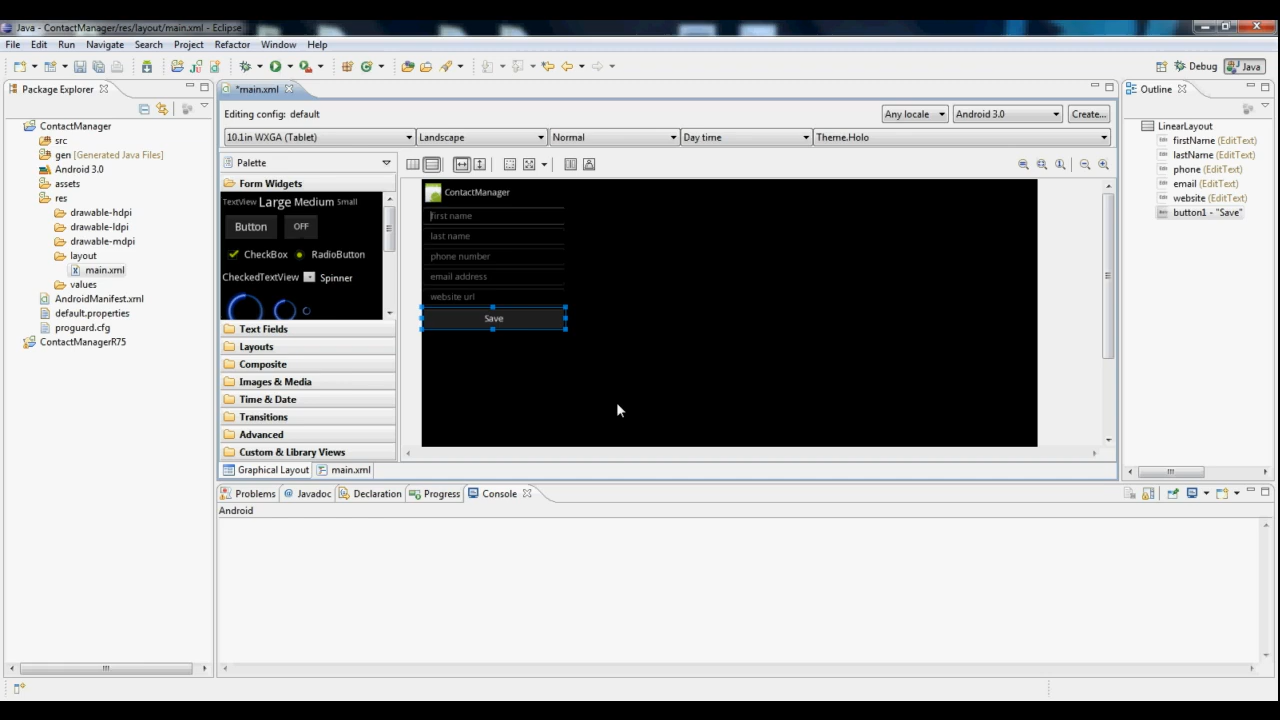 Java - ContactManager/res/layout/main.xml - Eclipse
File Edit Run Navigate Search Project Refactor Window Help
Debug Java
Package Explorer
ContactManager
src
gen [Generated Java Files]
Android 3.0
assets
res
drawable-hdpi
drawable-ldpi
drawable-mdpi
layout
main.xml
values
AndroidManifest.xml
default.properties
proguard.cfg
ContactManagerR75
*main.xml
Editing config: default
Any locale Android 3.0 Create...
10.1in WXGA (Tablet) Landscape Normal Day time Theme.Holo
Palette
Form Widgets
TextView Large Medium Small
Button OFF
CheckBox RadioButton
CheckedTextView Spinner
Text Fields
Layouts
Composite
Images & Media
Time & Date
Transitions
Advanced
Custom & Library Views
ContactManager
first name
last name
phone number
email address
website url
Save
Graphical Layout main.xml
Outline
LinearLayout
firstName (EditText)
lastName (EditText)
phone (EditText)
email (EditText)
website (EditText)
button1 - "Save"
Problems Javadoc Declaration Progress Console
Android